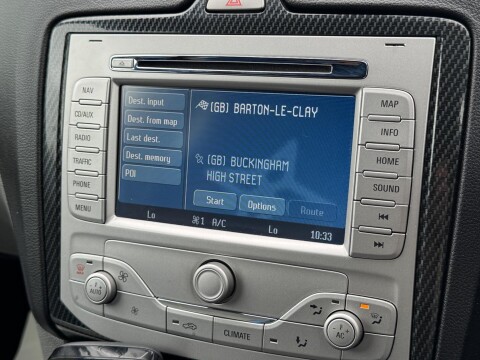 NAV
CD/AUX
RADIO
TRAFFIC
PHONE
MENU
Dest. input
Dest. from map
Last dest.
Dest. memory
POI
(GB) BARTON-LE-CLAY
(GB) BUCKINGHAM
HIGH STREET
Start
Options
Route
Lo
1 A/C
Lo
10:33
MAP
INFO
HOME
SOUND
AUTO
CLIMATE
AC